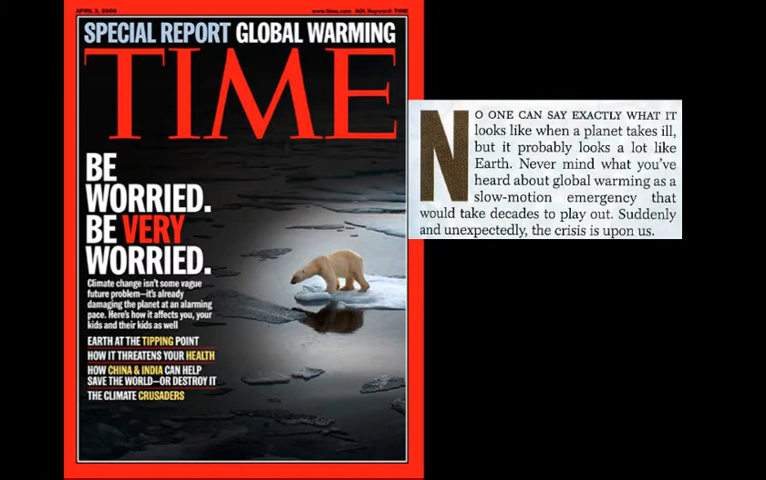 APRIL 3, 2006
www.time.com AOL Keyword: TIME
SPECIAL REPORT GLOBAL WARMING
TIME
BE
WORRIED.
BE VERY
WORRIED.
Climate change isn't some vague
future problem—it's already
damaging the planet at an alarming
pace. Here's how it affects you, your
kids and their kids as well
EARTH AT THE TIPPING POINT
HOW IT THREATENS YOUR HEALTH
HOW CHINA & INDIA CAN HELP
SAVE THE WORLD—OR DESTROY IT
THE CLIMATE CRUSADERS
NO ONE CAN SAY EXACTLY WHAT IT
looks like when a planet takes ill,
but it probably looks a lot like
Earth. Never mind what you've
heard about global warming as a
slow-motion emergency that
would take decades to play out. Suddenly
and unexpectedly, the crisis is upon us.